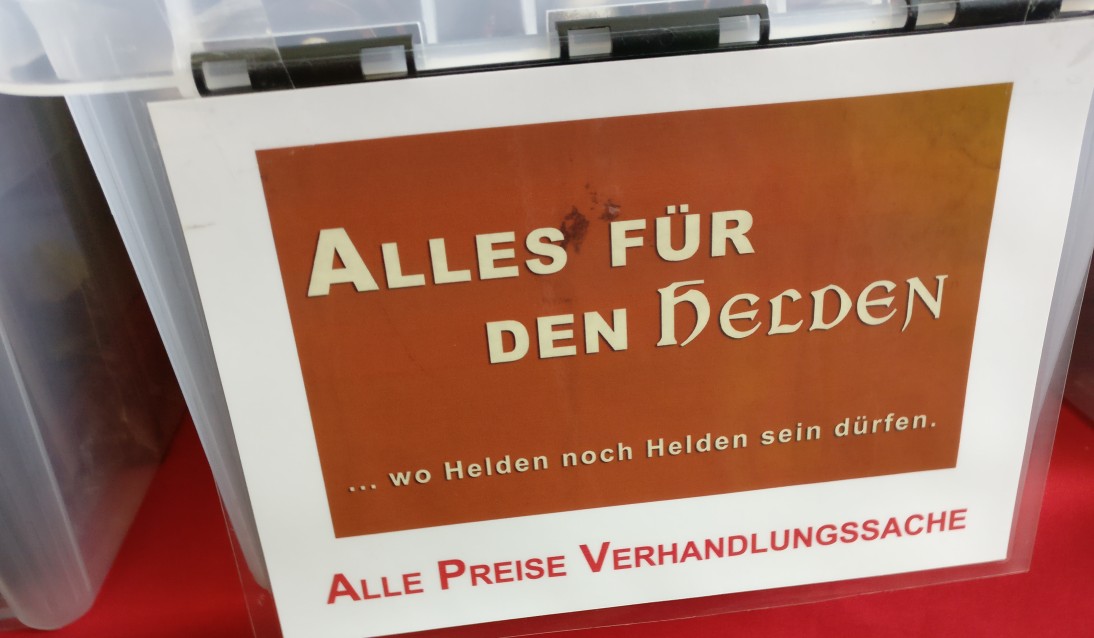 ALLES FÜR
DEN HELDEN
... wo Helden noch Helden sein dürfen.
ALLE PREISE VERHANDLUNGSSACHE